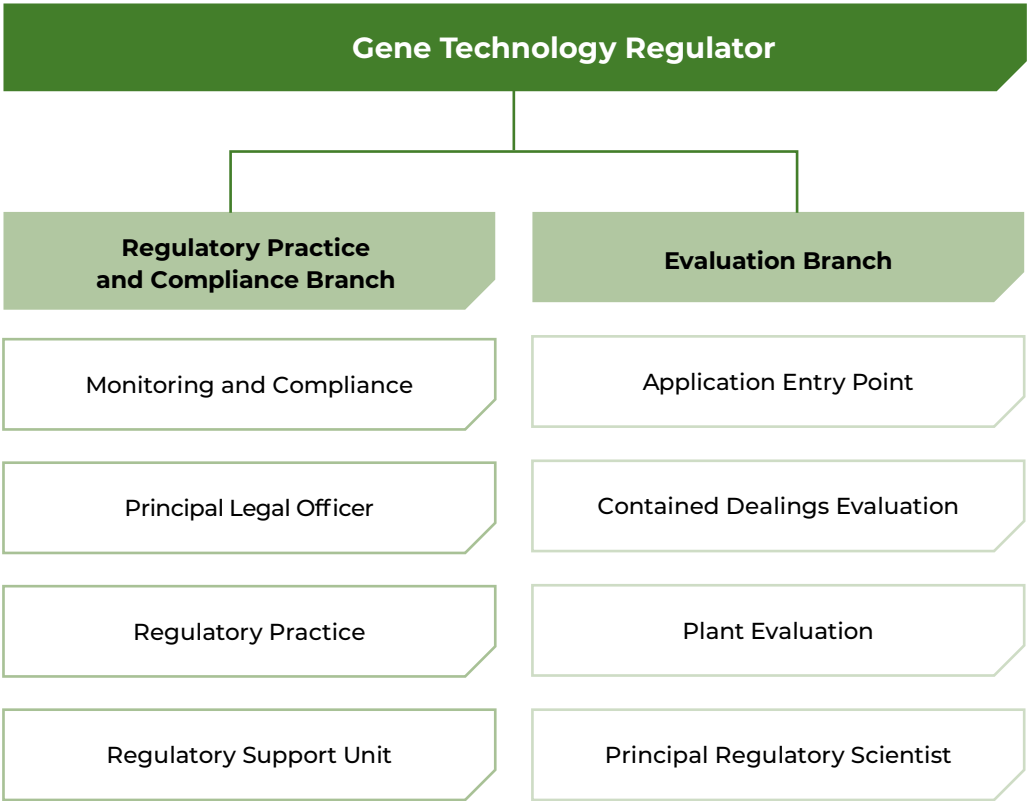 Gene Technology Regulator
Regulatory Practice
and Compliance Branch
Monitoring and Compliance
Principal Legal Officer
Regulatory Practice
Regulatory Support Unit
Evaluation Branch
Application Entry Point
Contained Dealings Evaluation
Plant Evaluation
Principal Regulatory Scientist